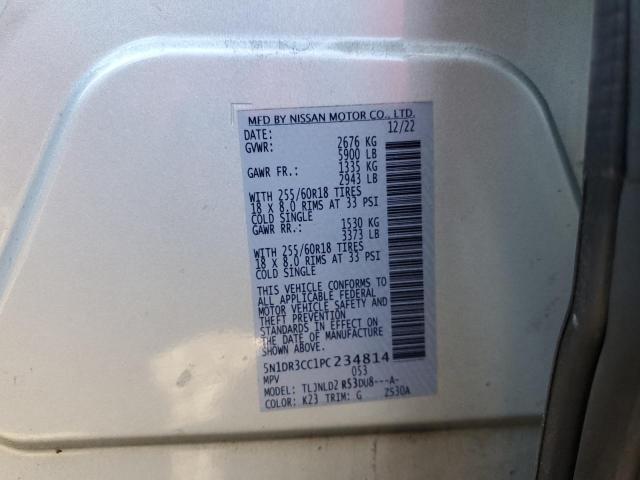 MFD BY NISSAN MOTOR CO., LTD.
DATE: 12/22
GVWR: 2676 KG
5900 LB
GAWR FR.: 1335 KG
2943 LB
WITH 255/60R18 TIRES
18 X 8.0 RIMS AT 33 PSI
COLD SINGLE
GAWR RR.: 1530 KG
3373 LB
WITH 255/60R18 TIRES
18 X 8.0 RIMS AT 33 PSI
COLD SINGLE
THIS VEHICLE CONFORMS TO
ALL APPLICABLE FEDERAL
MOTOR VEHICLE SAFETY AND
THEFT PREVENTION
STANDARDS IN EFFECT ON
THE DATE OF MANUFACTURE
SHOWN ABOVE.
5N1DR3CC1PC234814
MPV 053
MODEL: TLJNLD2 R53DU8---A-
COLOR: K23 TRIM: G ZS30A